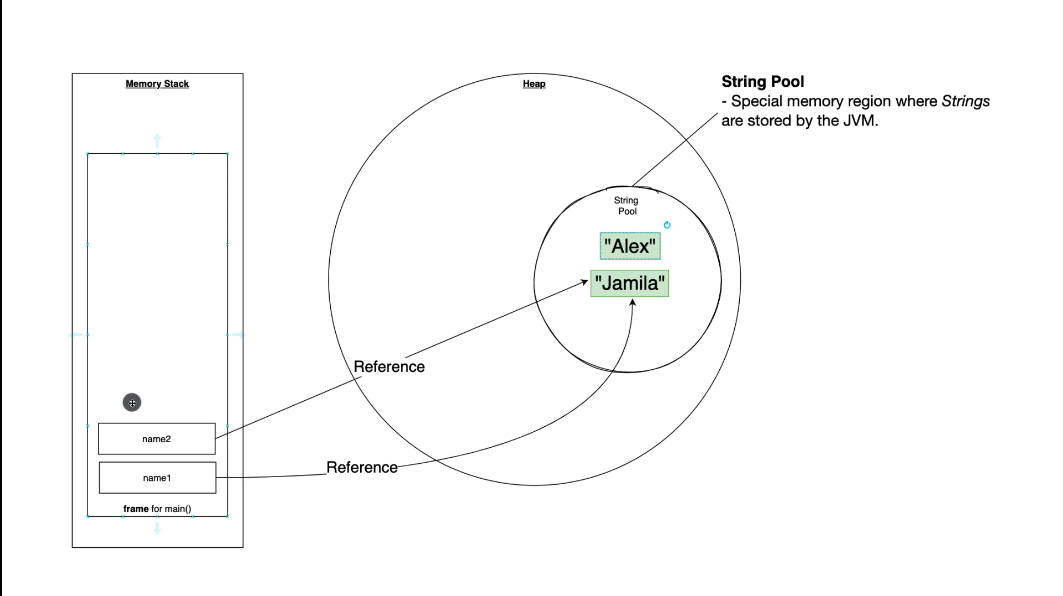 Memory Stack
name2
name1
frame for main()
Heap
String
Pool
"Alex"
"Jamila"
Reference
Reference
String Pool
- Special memory region where Strings
are stored by the JVM.